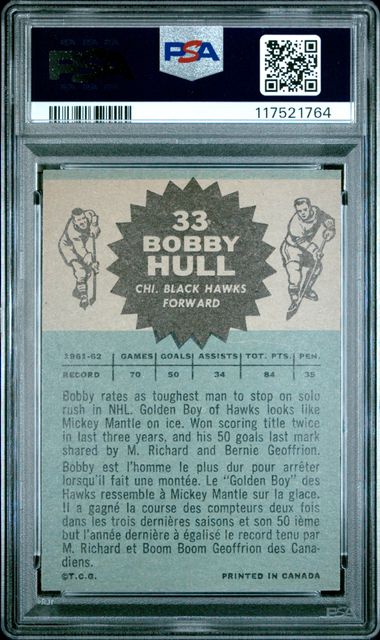 PSA
PSA
117521764
33
BOBBY
HULL
CHI. BLACK HAWKS
FORWARD
1961-62 GAMES GOALS ASSISTS TOT. PTS. PEN.
RECORD 70 50 34 84 35
Bobby rates as toughest man to stop on solo
rush in NHL. Golden Boy of Hawks looks like
Mickey Mantle on ice. Won scoring title twice
in last three years, and his 50 goals last mark
shared by M. Richard and Bernie Geoffrion.
Bobby est l'homme le plus dur pour arrêter
lorsqu'il fait une montée. Le "Golden Boy" des
Hawks ressemble à Mickey Mantle sur la glace.
Il a gagné la course des compteurs deux fois
dans les trois dernières saisons et son 50 ième
but l'année dernière à égalisé le record tenu par
M. Richard et Boom Boom Geoffrion des Cana-
diens.
©T.C.G. PRINTED IN CANADA
PSA